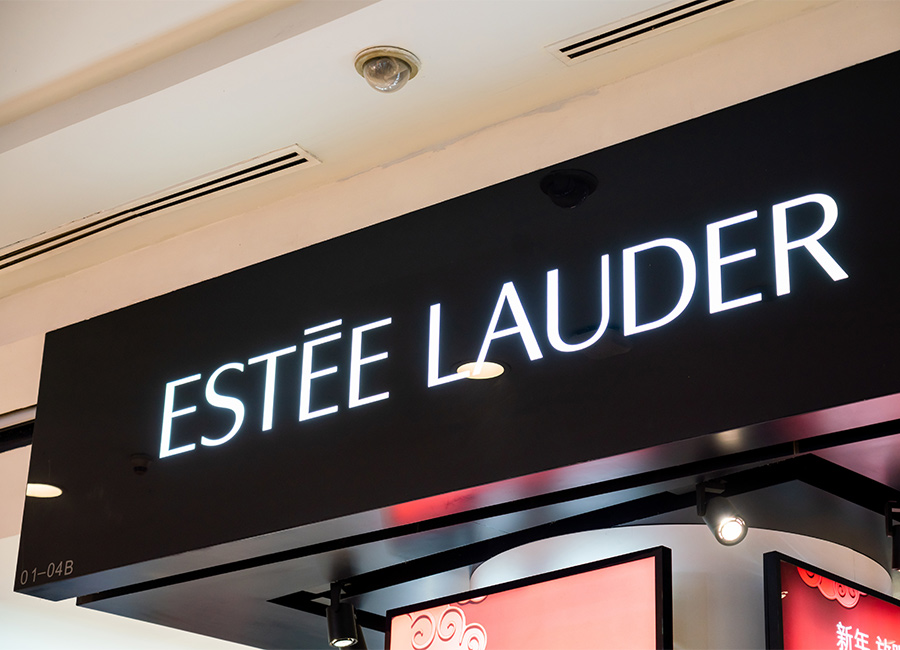 ESTĒE LAUDER
01-04B
新年